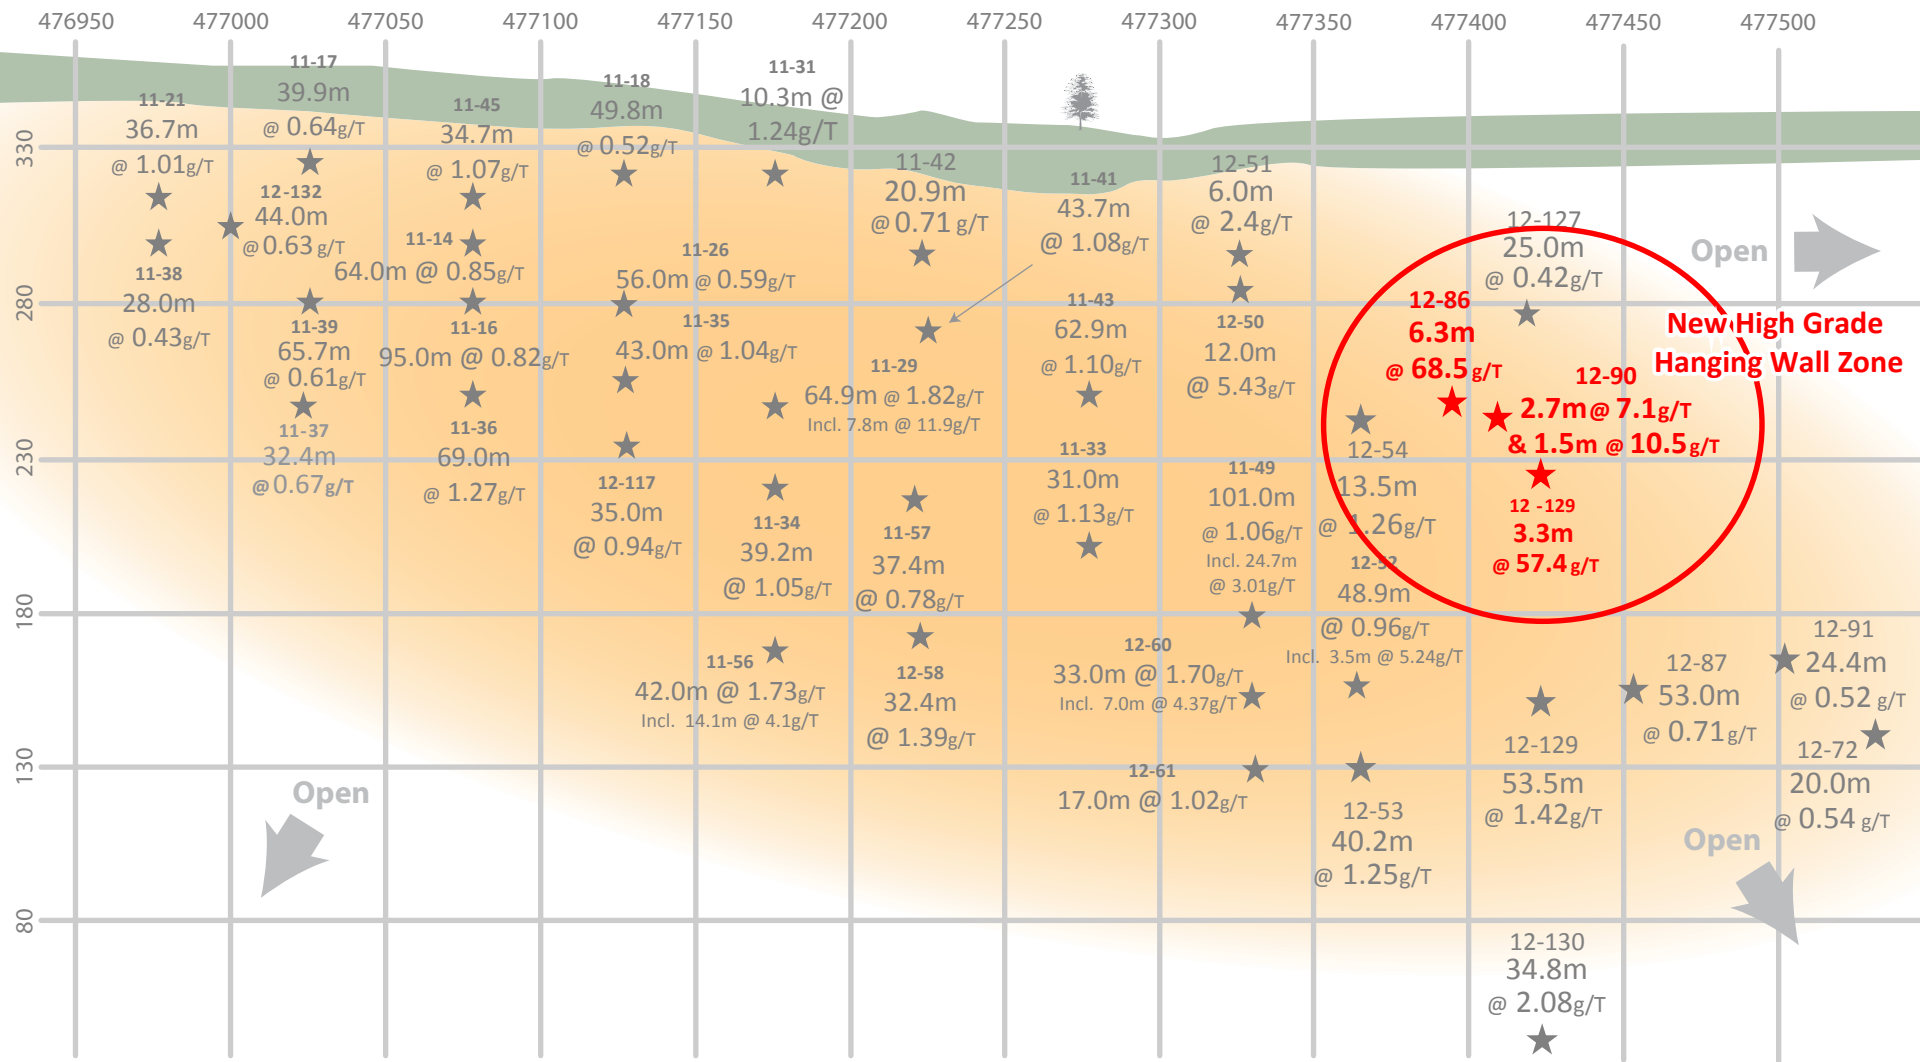 476950 477000 477050 477100 477150 477200 477250 477300 477350 477400 477450 477500
330
280
230
180
130
80
11-21
36.7m
@ 1.01g/T
11-17
39.9m
@ 0.64g/T
11-45
34.7m
@ 1.07g/T
11-18
49.8m
@ 0.52g/T
11-31
10.3m @
1.24g/T
11-42
20.9m
@ 0.71 g/T
11-41
43.7m
@ 1.08g/T
12-51
6.0m
@ 2.4g/T
12-127
25.0m
@ 0.42g/T
Open
12-132
44.0m
@ 0.63 g/T
11-14
64.0m @ 0.85g/T
11-26
56.0m @ 0.59g/T
11-38
28.0m
@ 0.43g/T
11-39
65.7m
@ 0.61g/T
11-16
95.0m @ 0.82g/T
11-35
43.0m @ 1.04g/T
11-29
64.9m @ 1.82g/T
Incl. 7.8m @ 11.9g/T
11-43
62.9m
@ 1.10g/T
12-50
12.0m
@ 5.43g/T
12-86
6.3m
@ 68.5g/T
New High Grade
Hanging Wall Zone
12-90
2.7m@ 7.1g/T
& 1.5m @ 10.5g/T
11-37
32.4m
@ 0.67g/T
11-36
69.0m
@ 1.27g/T
12-117
35.0m
@ 0.94g/T
11-34
39.2m
@ 1.05g/T
11-57
37.4m
@ 0.78g/T
11-33
31.0m
@ 1.13g/T
11-49
101.0m
@ 1.06g/T
Incl. 24.7m
@ 3.01g/T
12-54
13.5m
@ 1.26g/T
12 -129
3.3m
@ 57.4g/T
12-52
48.9m
@ 0.96g/T
Incl. 3.5m @ 5.24g/T
11-56
42.0m @ 1.73g/T
Incl. 14.1m @ 4.1g/T
12-58
32.4m
@ 1.39g/T
12-60
33.0m @ 1.70g/T
Incl. 7.0m @ 4.37g/T
12-87
53.0m
@ 0.71g/T
12-91
24.4m
@ 0.52 g/T
12-61
17.0m @ 1.02g/T
12-53
40.2m
@ 1.25g/T
12-129
53.5m
@ 1.42g/T
12-72
20.0m
@ 0.54 g/T
Open
Open
12-130
34.8m
@ 2.08g/T